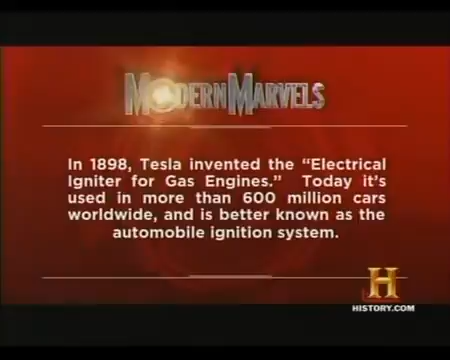 MODERN MARVELS
In 1898, Tesla invented the “Electrical
Igniter for Gas Engines.” Today it’s
used in more than 600 million cars
worldwide, and is better known as the
automobile ignition system.
H
HISTORY.COM